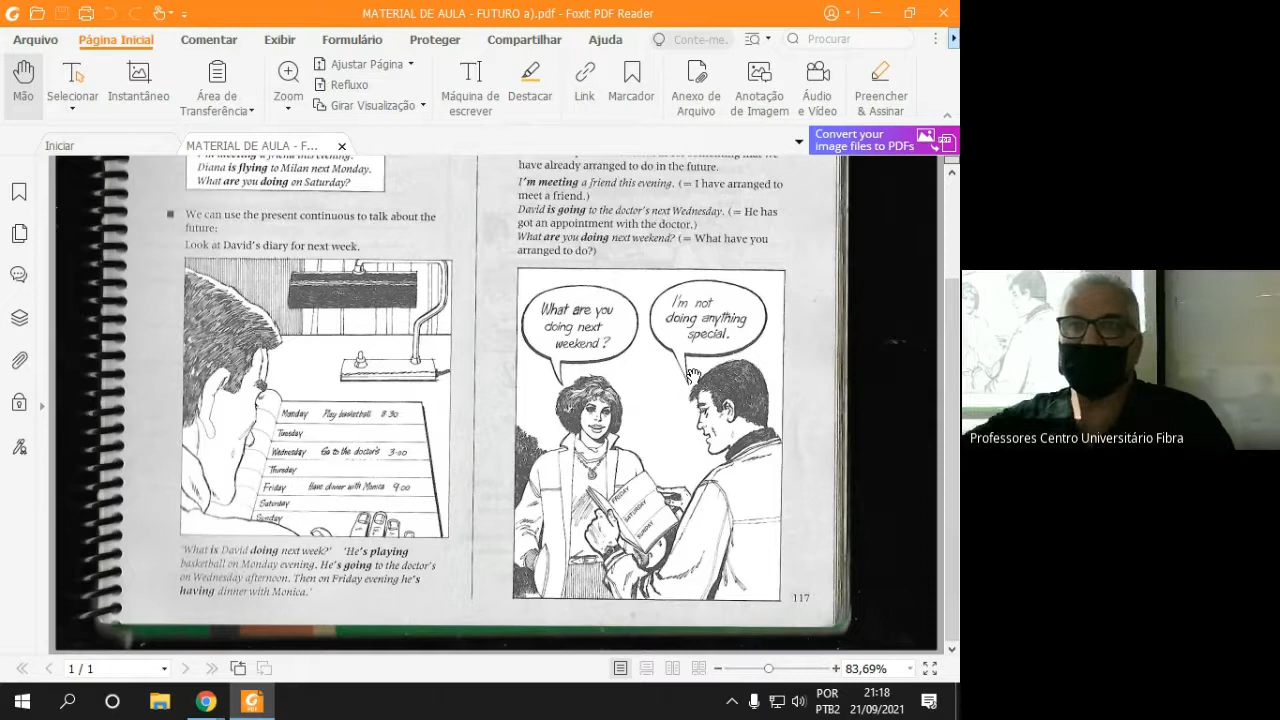 MATERIAL DE AULA - FUTURO a).pdf - Foxit PDF Reader
Arquivo
Página Inicial
Comentar
Exibir
Formulário
Proteger
Compartilhar
Ajuda
Conte-me.
Procurar
Mão
Selecionar
Instantâneo
Área de
Transferência
Zoom
Ajustar Página
Refluxo
Girar Visualização
Máquina de
escrever
Destacar
Link
Marcador
Anexo de
Arquivo
Anotação
de Imagem
Áudio
e Vídeo
Preencher
& Assinar
Iniciar
MATERIAL DE AULA - F...
Convert your
image files to PDFs
I'm meeting a friend this evening.
Diana is flying to Milan next Monday.
What are you doing on Saturday?
We can use the present continuous to talk about the
future:
Look at David's diary for next week.
Monday Play basketball 8.30
Tuesday
Wednesday Go to the doctor's 3.00
Thursday
Friday Have dinner with Monica 9.00
Saturday
Sunday
'What is David doing next week?' 'He's playing
basketball on Monday evening. He's going to the doctor's
on Wednesday afternoon. Then on Friday evening he's
having dinner with Monica.'
have already arranged to do in the future.
I'm meeting a friend this evening. (= I have arranged to
meet a friend.)
David is going to the doctor's next Wednesday. (= He has
got an appointment with the doctor.)
What are you doing next weekend? (= What have you
arranged to do?)
What are you
doing next
weekend?
I'm not
doing anything
special.
FRIDAY
SATURDAY
SUNDAY
117
Professores Centro Universitário Fibra
1 / 1
83,69%
POR
PTB2
21:18
21/09/2021